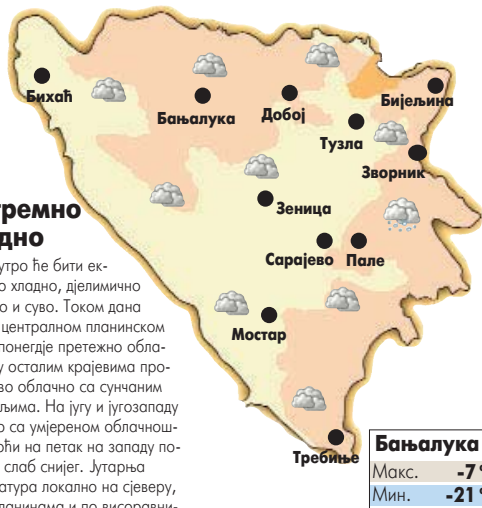 Бихаћ
Бањалука
Добој
Бијељина
Тузла
Зворник
Зеница
Сарајево
Пале
Мостар
Требиње
тремно
дно
утро ће бити ек-
о хладно, дјелимично
о и суво. Током дана
централном планинском
понегдје претежно обла-
у осталим крајевима про-
во облачно са сунчаним
љима. На југу и југозападу
о са умјереном облачнош-
оћи на петак на западу по-
слаб снијег. Јутарња
атура локално на сјеверу,
ланинама и по висоравни-
Бањалука
Макс. -7°
Мин. -21°